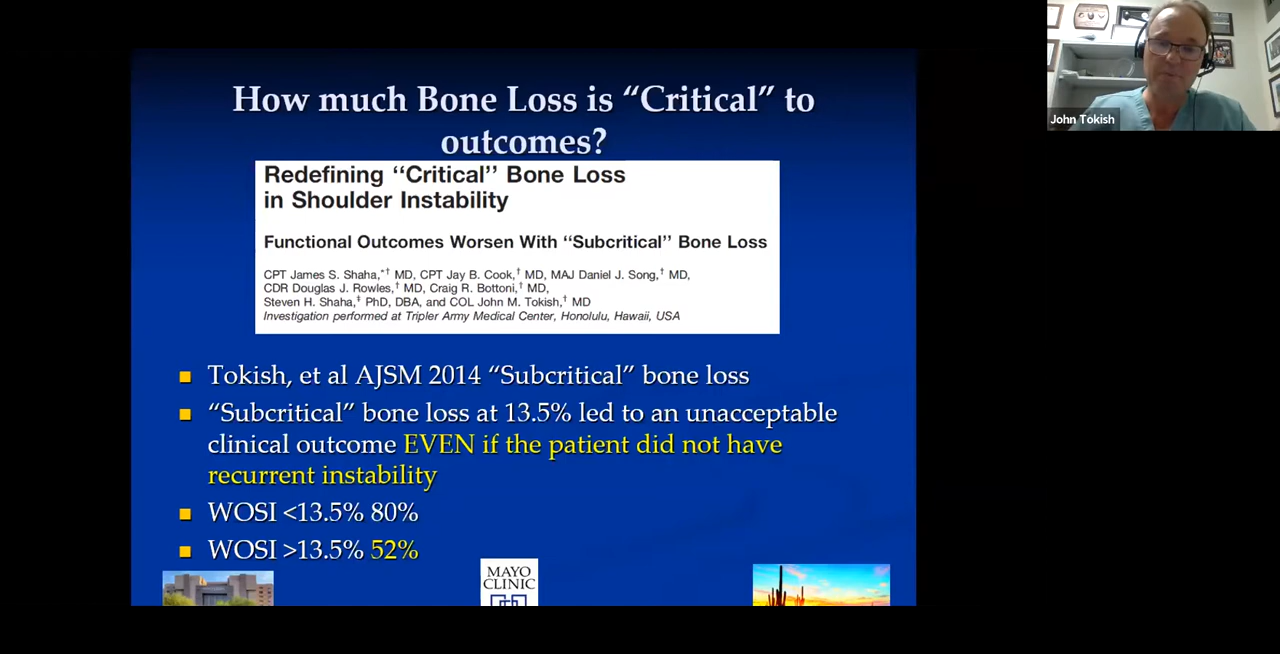 How much Bone Loss is “Critical” to
outcomes?
Redefining ‘‘Critical’’ Bone Loss
in Shoulder Instability
Functional Outcomes Worsen With ‘‘Subcritical’’ Bone Loss
CPT James S. Shaha,*† MD, CPT Jay B. Cook,† MD, MAJ Daniel J. Song,† MD,
CDR Douglas J. Rowles,† MD, Craig R. Bottoni,† MD,
Steven H. Shaha,‡ PhD, DBA, and COL John M. Tokish,† MD
Investigation performed at Tripler Army Medical Center, Honolulu, Hawaii, USA
Tokish, et al AJSM 2014 “Subcritical” bone loss
“Subcritical” bone loss at 13.5% led to an unacceptable
clinical outcome EVEN if the patient did not have
recurrent instability
WOSI <13.5% 80%
WOSI >13.5% 52%
MAYO
CLINIC
John Tokish